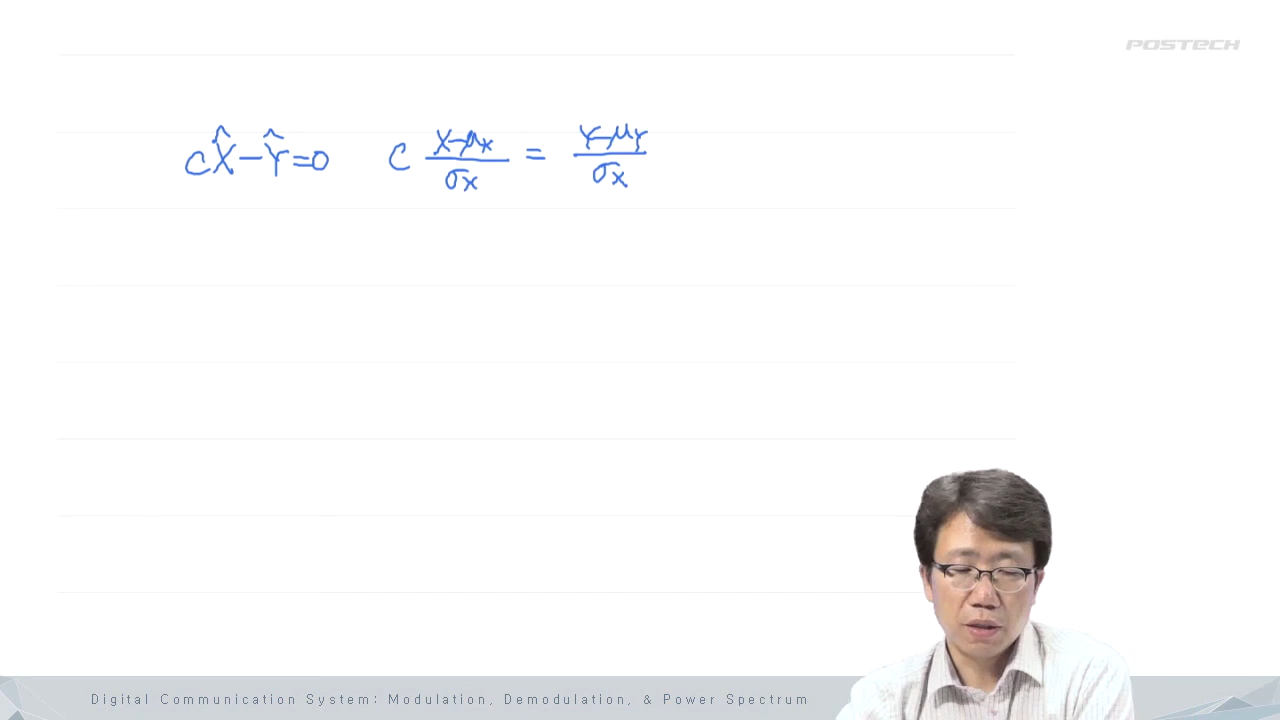 POSTECH
cX̂-Ŷ=0 c (X-μx)/σx = (Y-μY)/σx
Digital Communication System: Modulation, Demodulation, & Power Spectrum